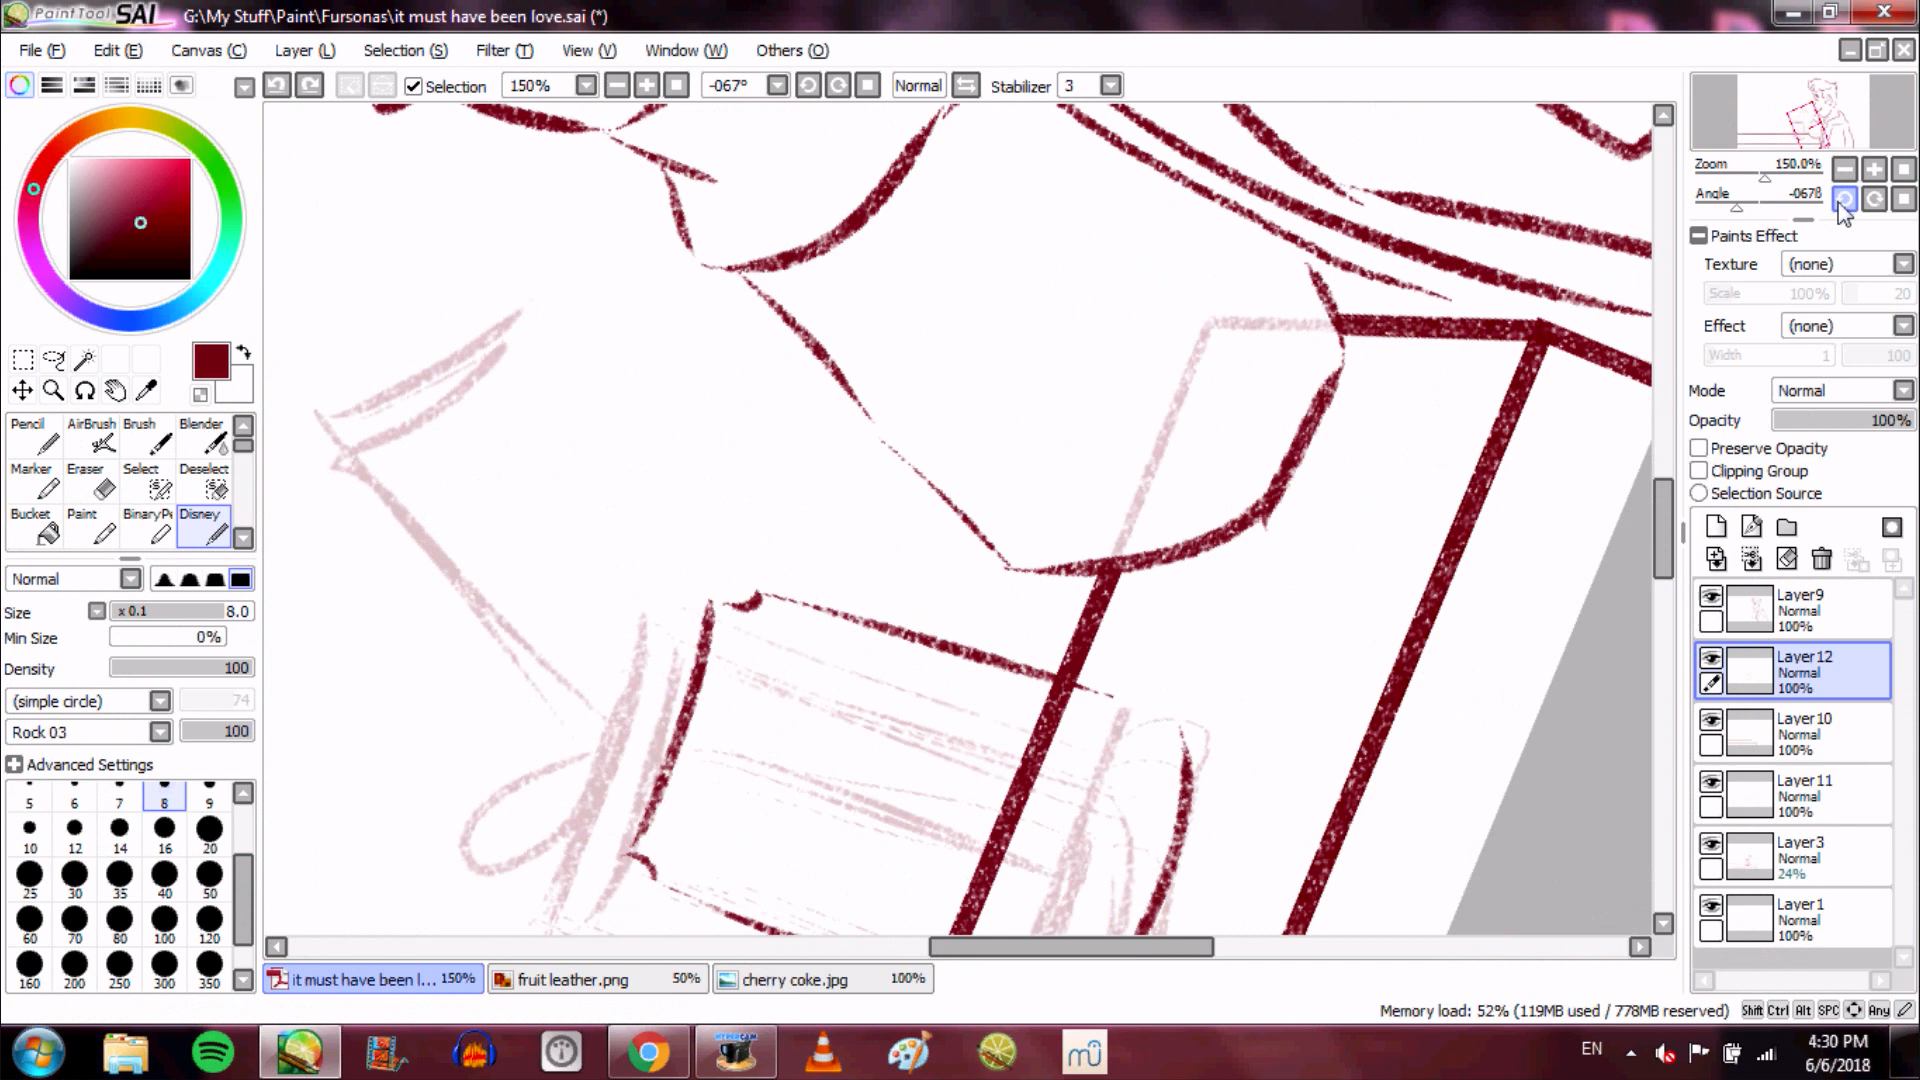 PaintTool SAI G:\My Stuff\Paint\Fursonas\it must have been love.sai (*)
File (F) Edit (E) Canvas (C) Layer (L) Selection (S) Filter (T) View (V) Window (W) Others (O)
Selection 150% -067° Normal Stabilizer 3
Zoom 150.0%
Angle -067ß
Paints Effect
Texture (none)
Scale 100% 20
Effect (none)
Width 1 100
Mode Normal
Opacity 100%
Preserve Opacity
Clipping Group
Selection Source
Pencil AirBrush Brush Blender
Marker Eraser Select Deselect
Bucket Paint BinaryPe Disney
Normal
Size x 0.1 8.0
Min Size 0%
Density 100
(simple circle) 74
Rock 03 100
Advanced Settings
5 6 7 8 9
10 12 14 16 20
25 30 35 40 50
60 70 80 100 120
160 200 250 300 350
Layer9
Normal
100%
Layer12
Normal
100%
Layer10
Normal
100%
Layer11
Normal
100%
Layer3
Normal
24%
Layer1
Normal
100%
it must have been l... 150% fruit leather.png 50% cherry coke.jpg 100%
Memory load: 52% (119MB used / 778MB reserved) Shift Ctrl Alt SPC Any
HYPERCAM
mü
EN
4:30 PM
6/6/2018